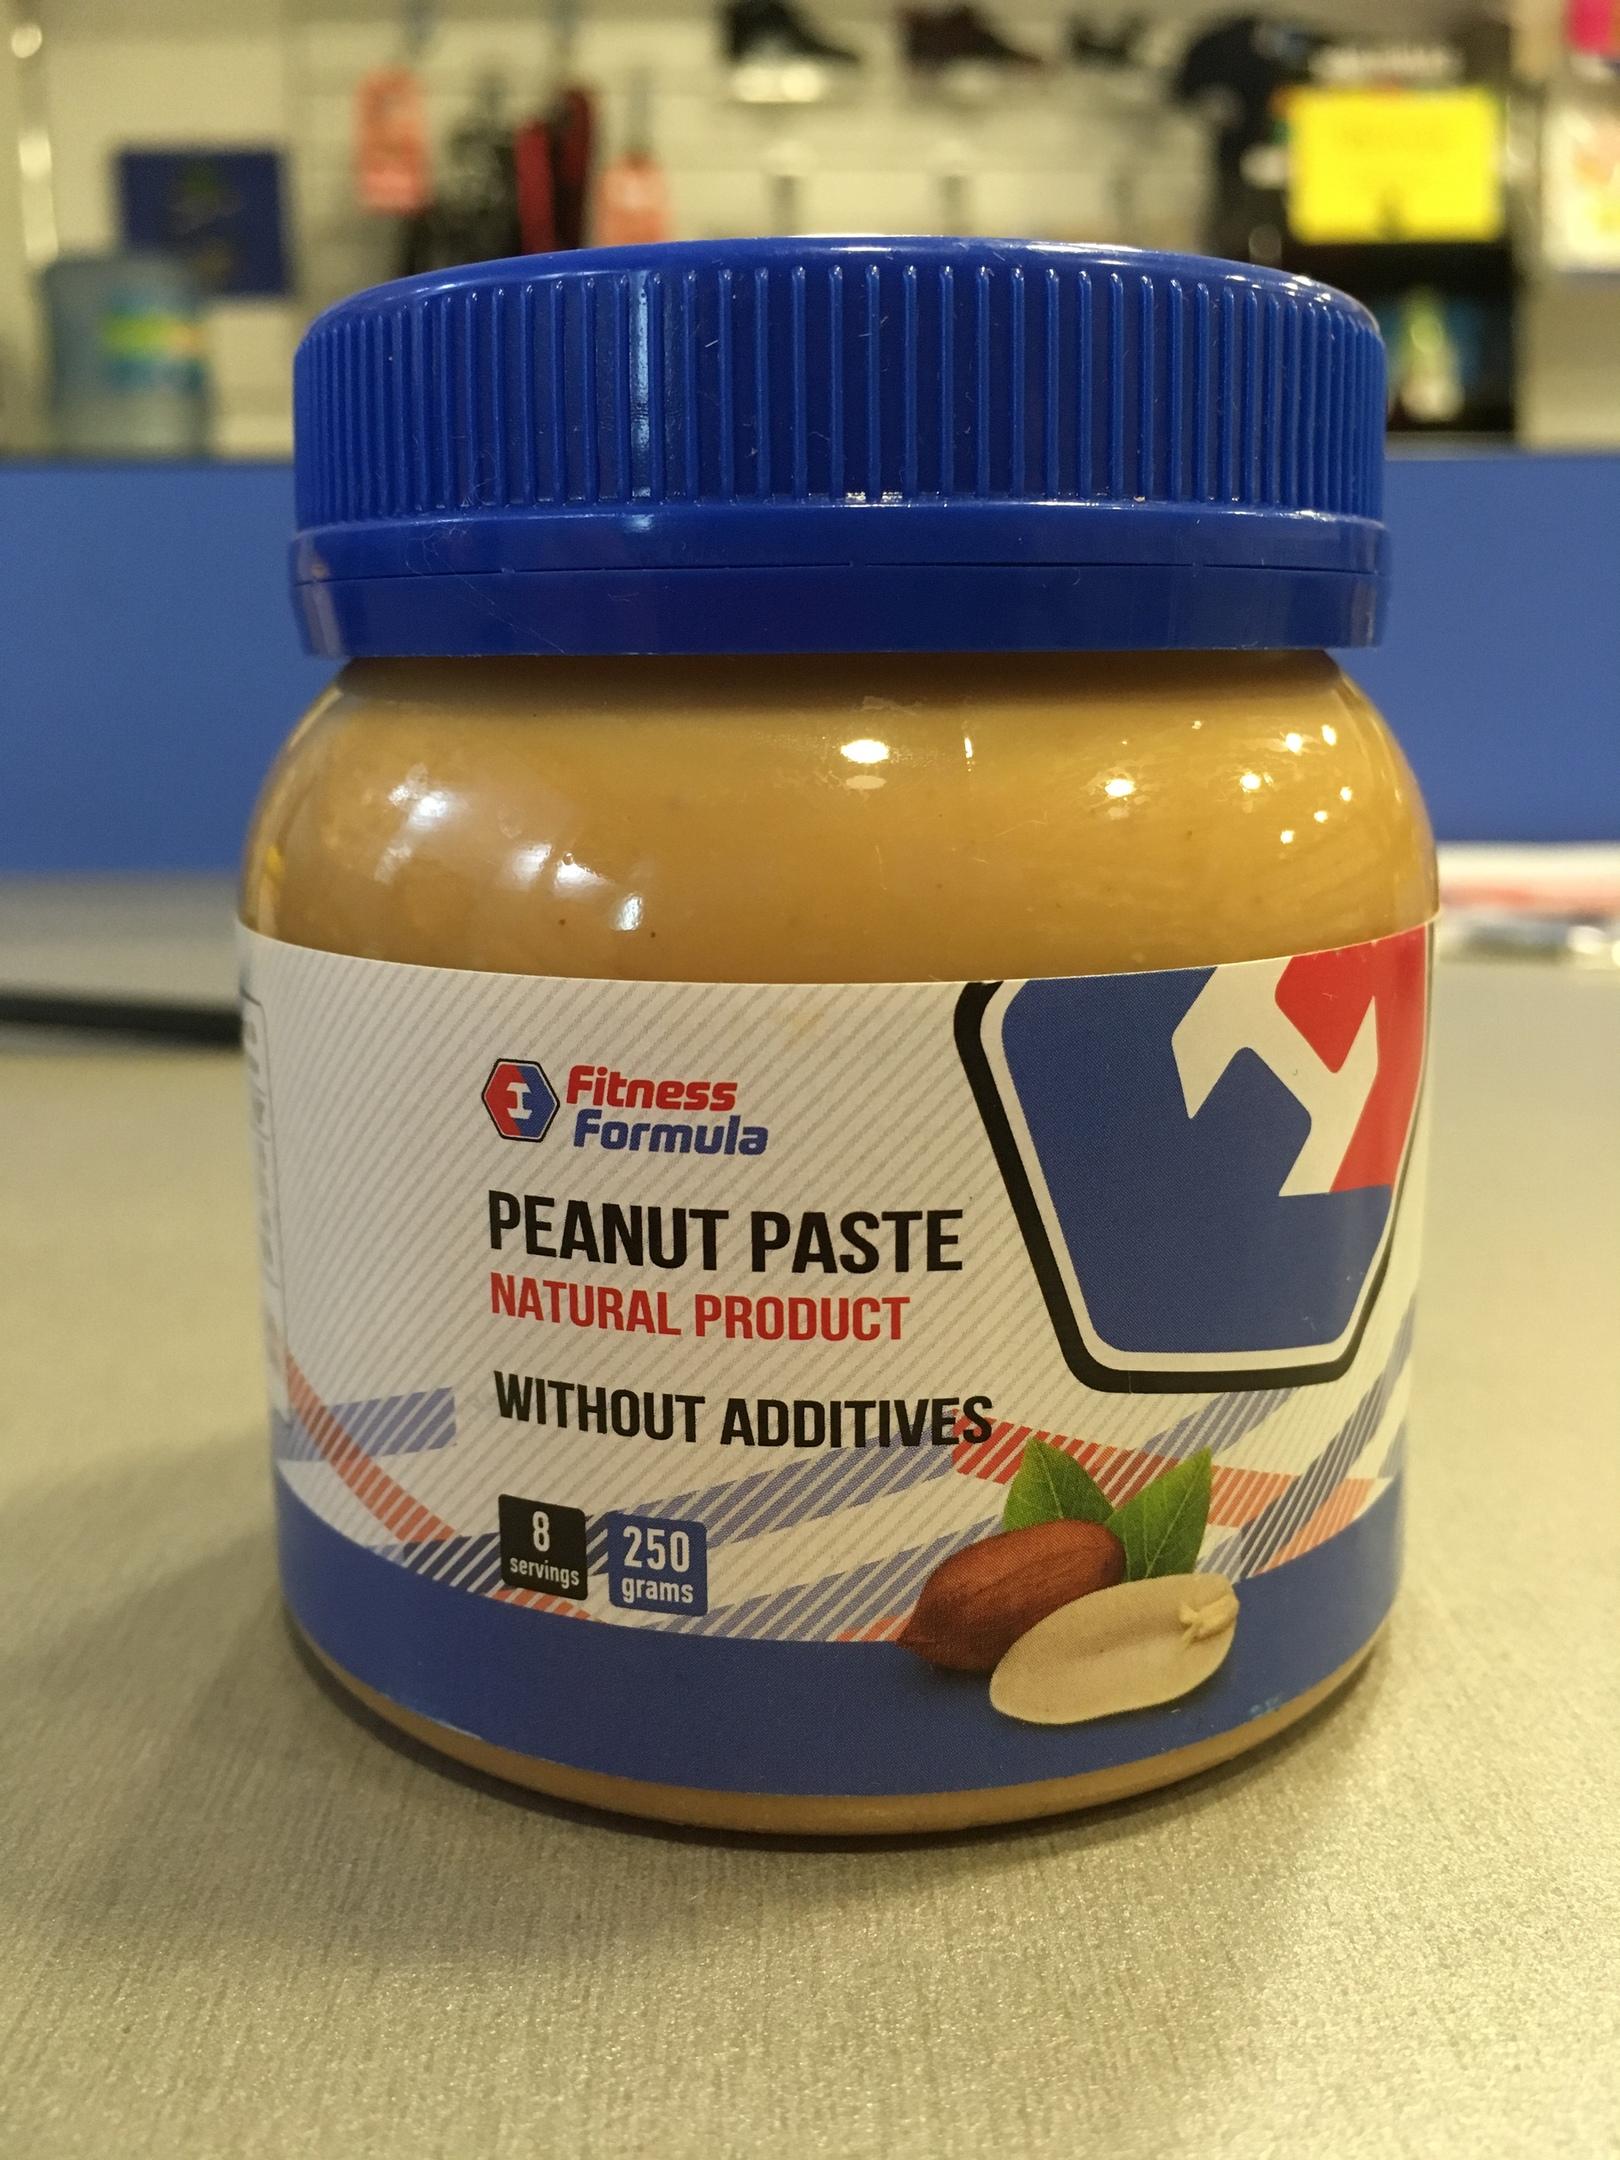 Fitness
Formula
PEANUT PASTE
NATURAL PRODUCT
WITHOUT ADDITIVES
8
servings
250
grams